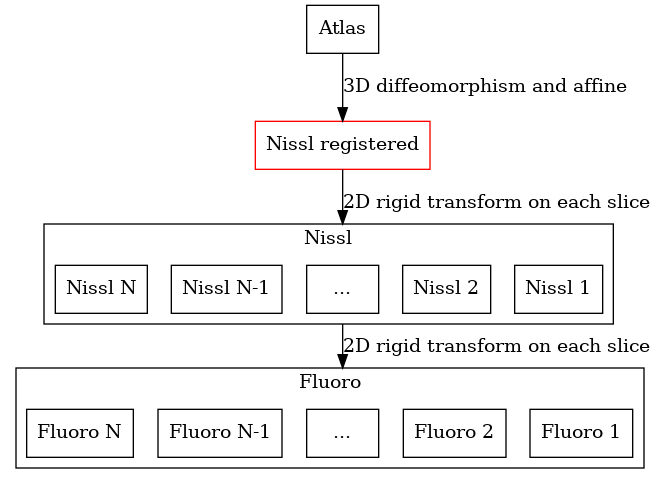 Atlas
3D diffeomorphism and affine
Nissl registered
2D rigid transform on each slice
Nissl
Nissl N
Nissl N-1
...
Nissl 2
Nissl 1
2D rigid transform on each slice
Fluoro
Fluoro N
Fluoro N-1
...
Fluoro 2
Fluoro 1